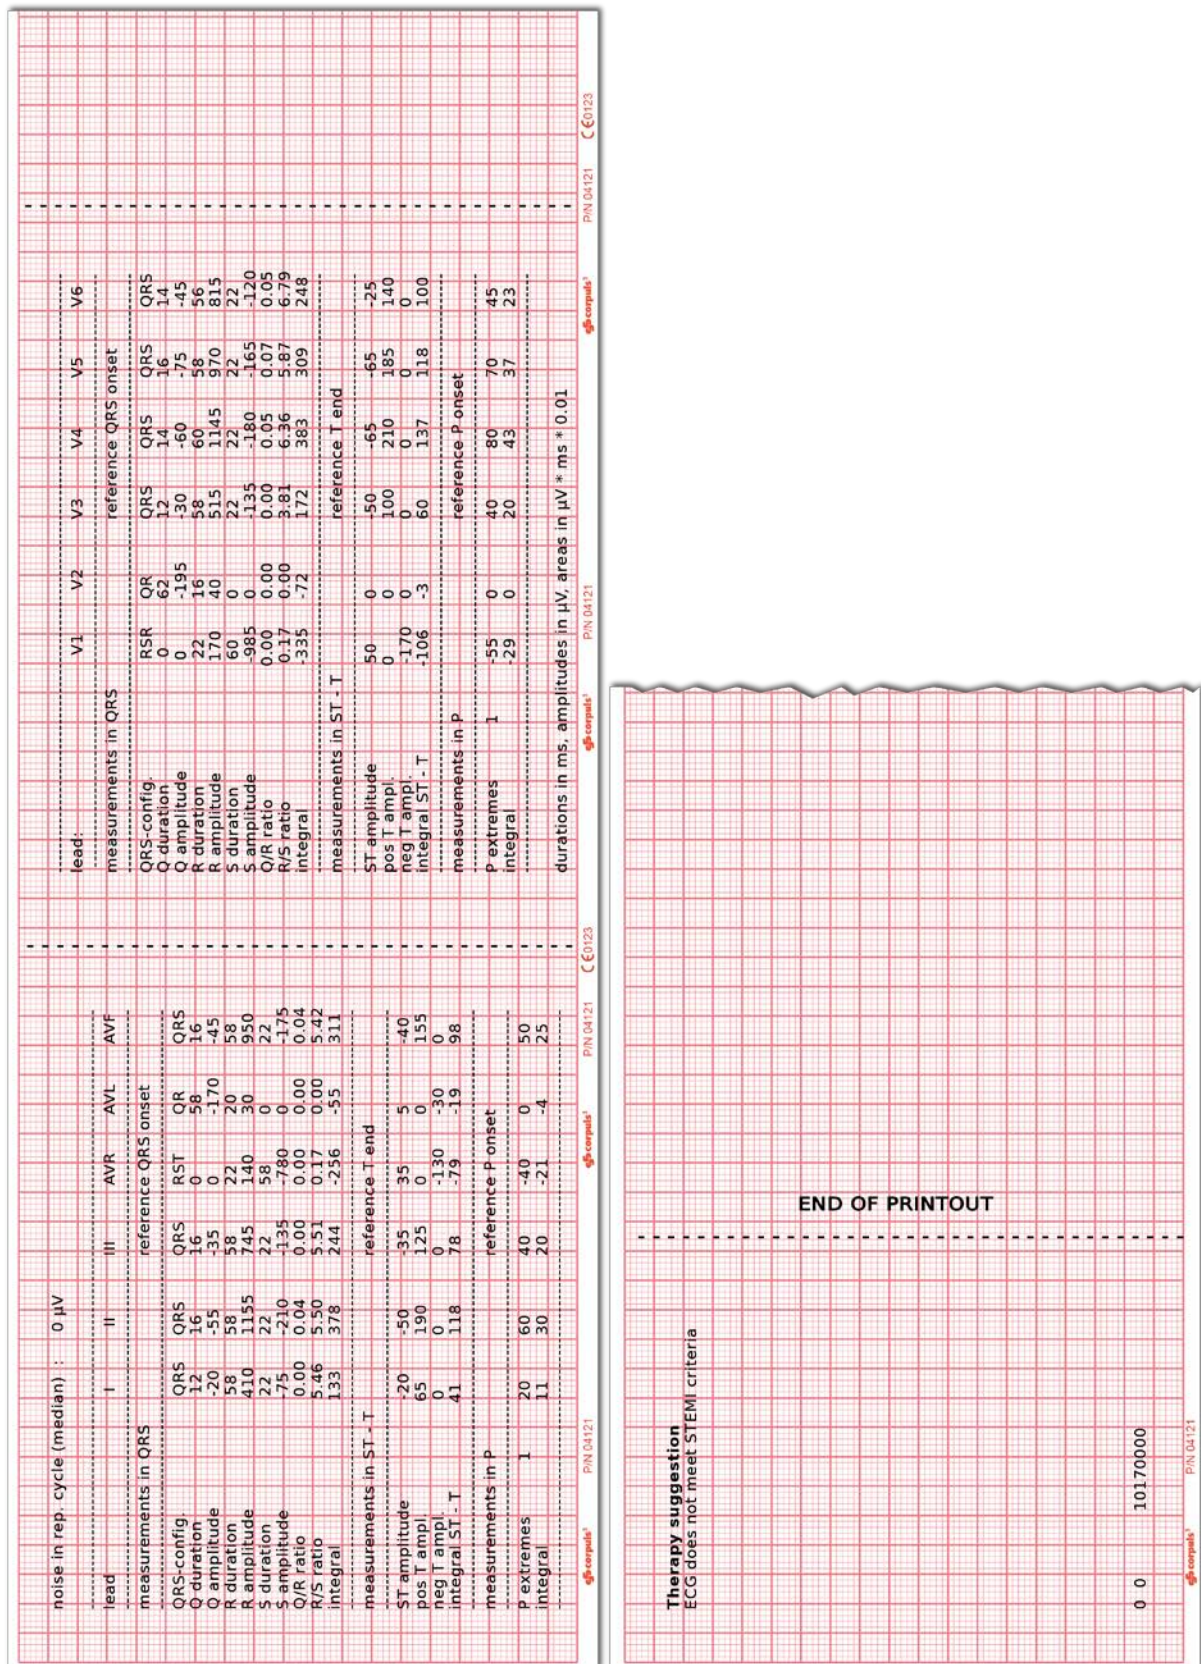 noise in rep. cycle (median) : 0 µV
lead I II III AVR AVL AVF
measurements in QRS reference QRS onset
QRS-config. QRS QRS QRS RST QR QRS
Q duration 12 16 16 0 58 16
Q amplitude -20 -55 -35 0 -170 -45
R duration 58 58 58 22 20 58
R amplitude 410 1155 745 140 30 950
S duration 22 22 22 58 0 22
S amplitude -75 -210 -135 -780 0 -175
Q/R ratio 0.00 0.04 0.00 0.00 0.00 0.04
R/S ratio 5.46 5.50 5.51 0.17 0.00 5.42
integral 133 378 244 -256 -55 311
measurements in ST - T reference T end
ST amplitude -20 -50 -35 35 5 -40
pos T ampl. 65 190 125 0 0 155
neg T ampl. 0 0 0 -130 -30 0
integral ST - T 41 118 78 -79 -19 98
measurements in P reference P onset
P extremes 1 20 60 40 -40 0 50
integral 11 30 20 -21 -4 25
corpuls³ P/N 04121 corpuls³ P/N 04121 CE0123
lead: V1 V2 V3 V4 V5 V6
measurements in QRS reference QRS onset
QRS-config. RSR QR QRS QRS QRS QRS
Q duration 0 62 12 14 16 14
Q amplitude 0 -195 -30 -60 -75 -45
R duration 22 16 58 60 58 56
R amplitude 170 40 515 1145 970 815
S duration 60 0 22 22 22 22
S amplitude -985 0 -135 -180 -165 -120
Q/R ratio 0.00 0.00 0.00 0.05 0.07 0.05
R/S ratio 0.17 0.00 3.81 6.36 5.87 6.79
integral -335 -72 172 383 309 248
measurements in ST - T reference T end
ST amplitude 50 0 -50 -65 -65 -25
pos T ampl. 0 0 100 210 185 140
neg T ampl. -170 0 0 0 0 0
integral ST - T -106 -3 60 137 118 100
measurements in P reference P onset
P extremes 1 -55 0 40 80 70 45
integral -29 0 20 43 37 23
durations in ms, amplitudes in µV, areas in µV * ms * 0.01
corpuls³ P/N 04121 corpuls³ P/N 04121 CE0123
Therapy suggestion
ECG does not meet STEMI criteria
0 0 10170000
corpuls³ P/N 04121
END OF PRINTOUT